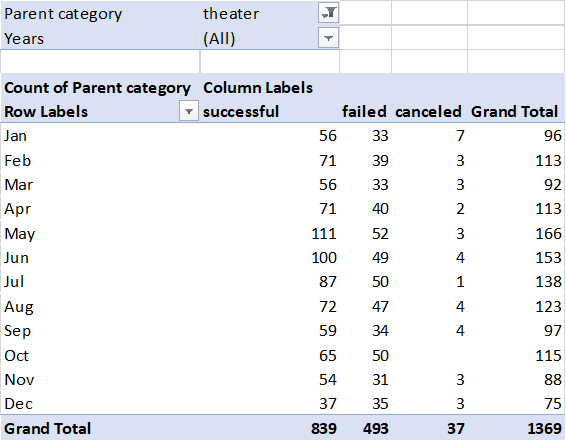 Parent category theater
Years (All)
Count of Parent category Column Labels
Row Labels successful failed canceled Grand Total
Jan 56 33 7 96
Feb 71 39 3 113
Mar 56 33 3 92
Apr 71 40 2 113
May 111 52 3 166
Jun 100 49 4 153
Jul 87 50 1 138
Aug 72 47 4 123
Sep 59 34 4 97
Oct 65 50 115
Nov 54 31 3 88
Dec 37 35 3 75
Grand Total 839 493 37 1369